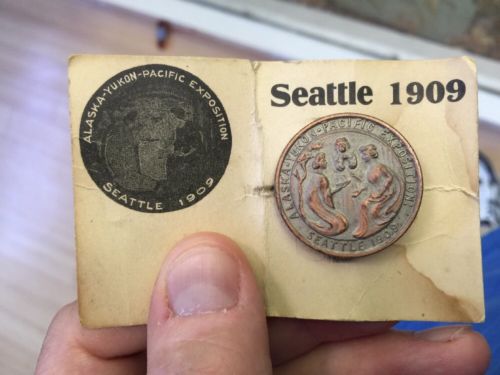 ALASKA-YUKON-PACIFIC EXPOSITION
SEATTLE 1909
Seattle 1909
ALASKA-YUKON-PACIFIC EXPOSITION
SEATTLE 1909